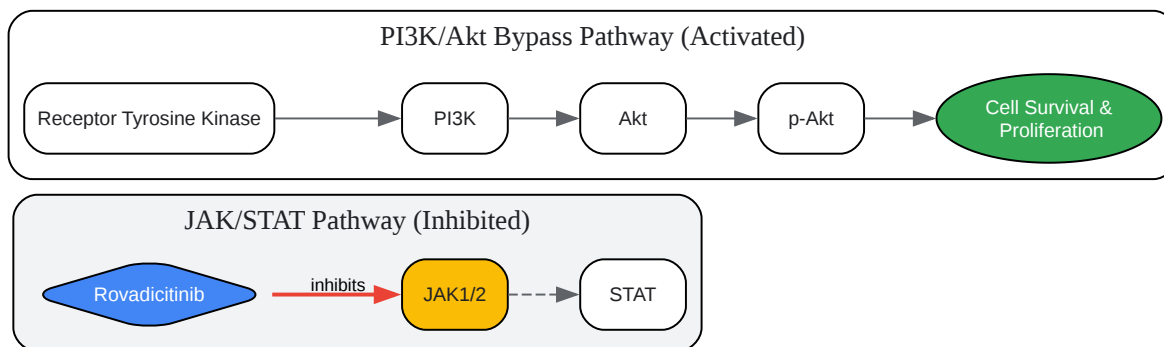 PI3K/Akt Bypass Pathway (Activated)
Receptor Tyrosine Kinase
PI3K
Akt
p-Akt
Cell Survival &
Proliferation
JAK/STAT Pathway (Inhibited)
Rovadicitinib
inhibits
JAK1/2
STAT